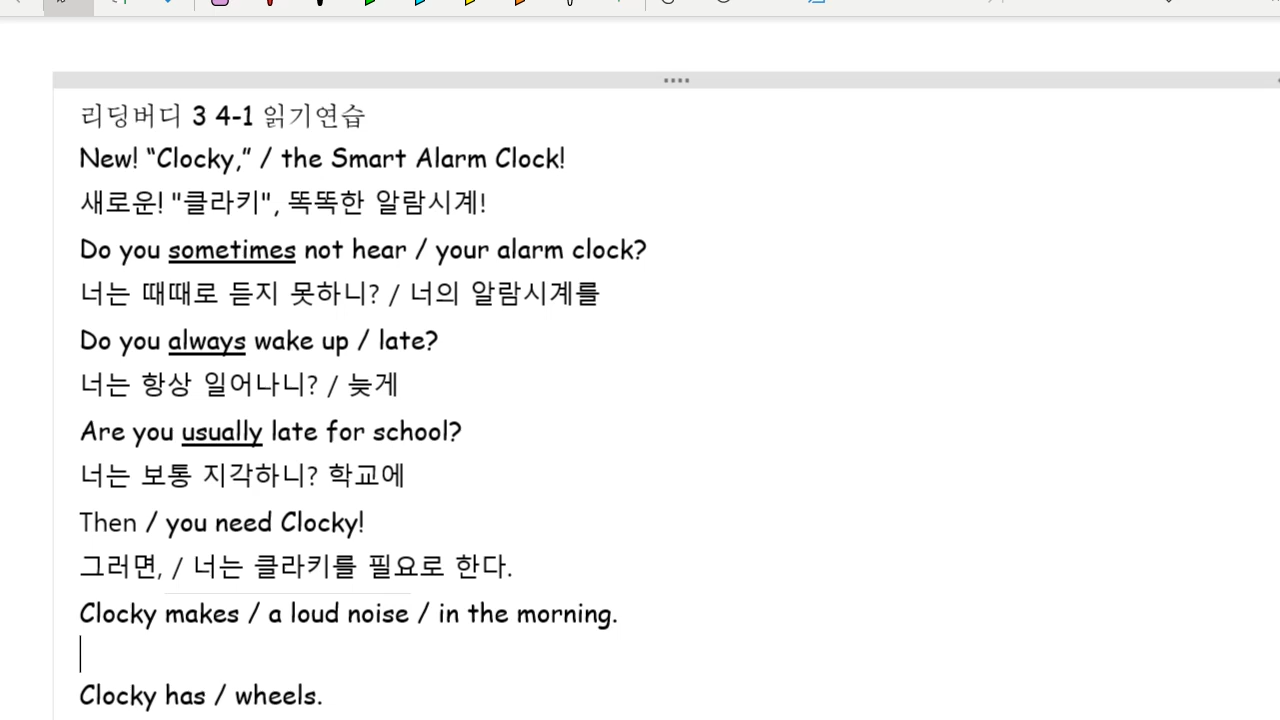 리딩버디 3 4-1 읽기연습
New! “Clocky,” / the Smart Alarm Clock!
새로운! "클라키", 똑똑한 알람시계!
Do you sometimes not hear / your alarm clock?
너는 때때로 듣지 못하니? / 너의 알람시계를
Do you always wake up / late?
너는 항상 일어나니? / 늦게
Are you usually late for school?
너는 보통 지각하니? 학교에
Then / you need Clocky!
그러면, / 너는 클라키를 필요로 한다.
Clocky makes / a loud noise / in the morning.
Clocky has / wheels.